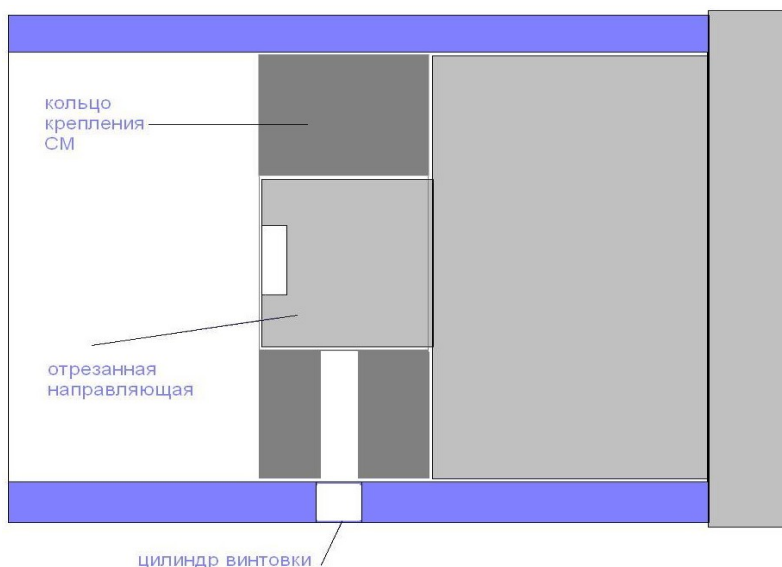 кольцо
крепления
СМ
отрезанная
направляющая
цилиндр винтовки